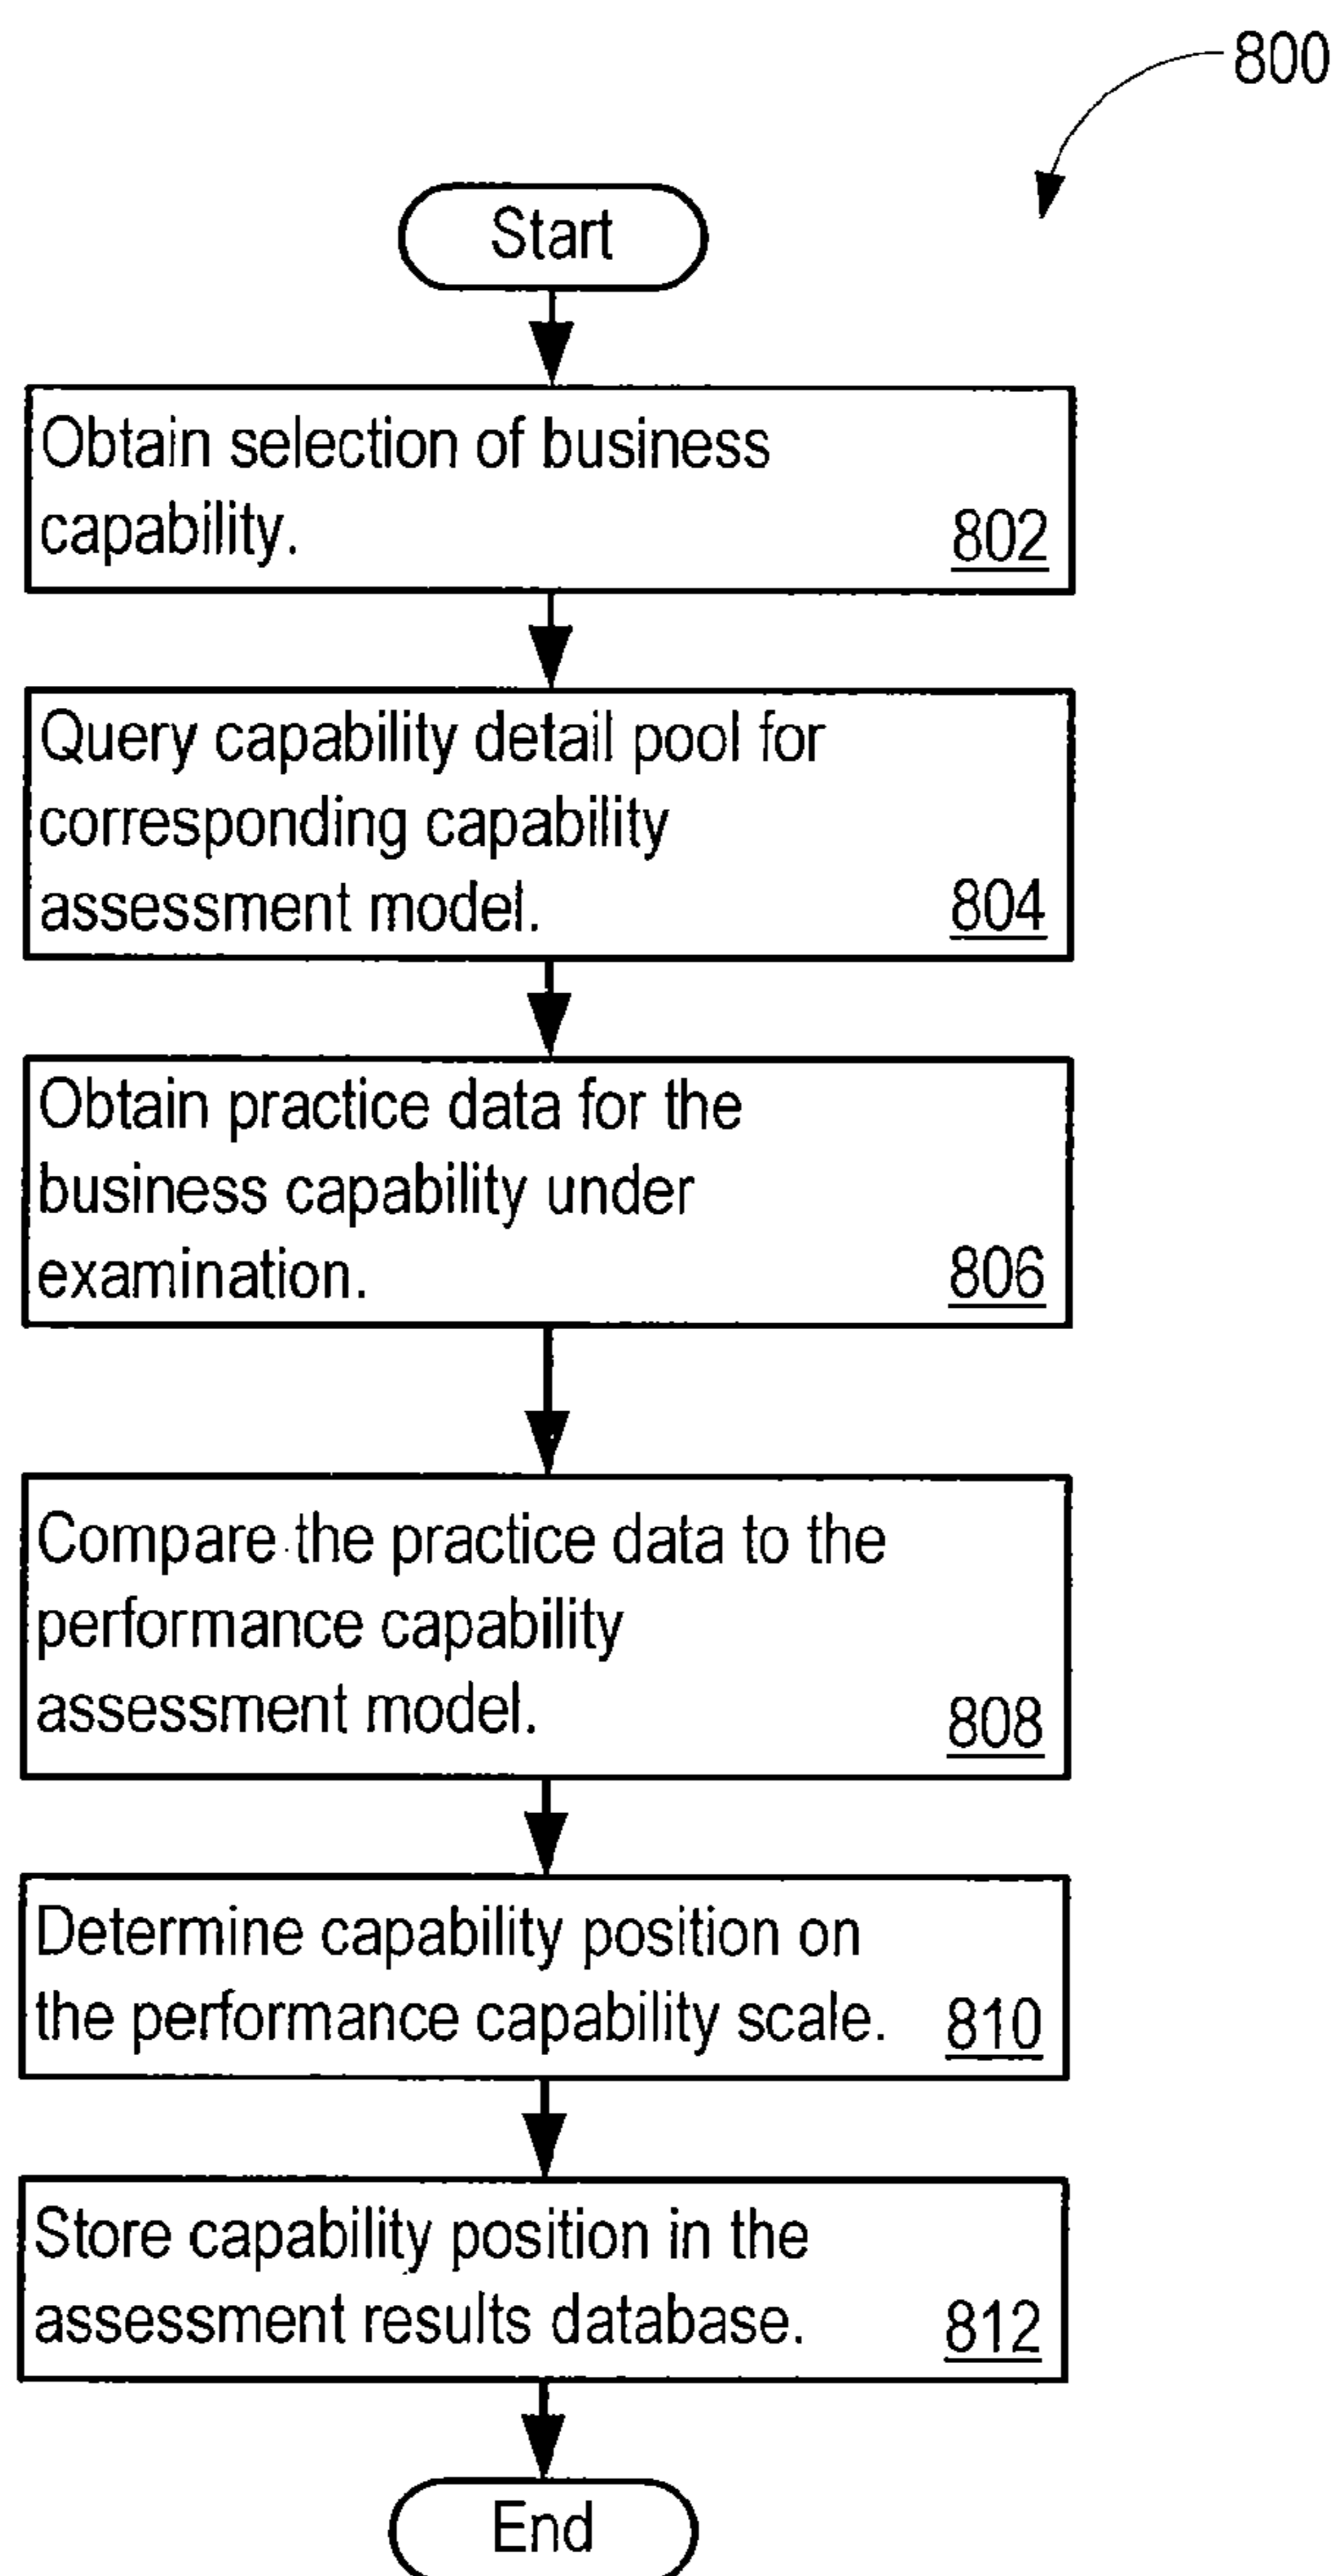 800
Start
Obtain selection of business
capability.
802
Query capability detail pool for
corresponding capability
assessment model.
804
Obtain practice data for the
business capability under
examination.
806
Compare the practice data to the
performance capability
assessment model.
808
Determine capability position on
the performance capability scale.
810
Store capability position in the
assessment results database.
812
End